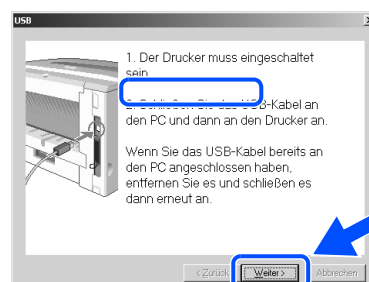 USB
1. Der Drucker muss eingeschaltet
sein.
2. Schließen Sie das USB-Kabel an
den PC und dann an den Drucker an.
Wenn Sie das USB-Kabel bereits an
den PC angeschlossen haben,
entfernen Sie es und schließen es
dann erneut an.
<Zurück
Weiter>
Abbrechen